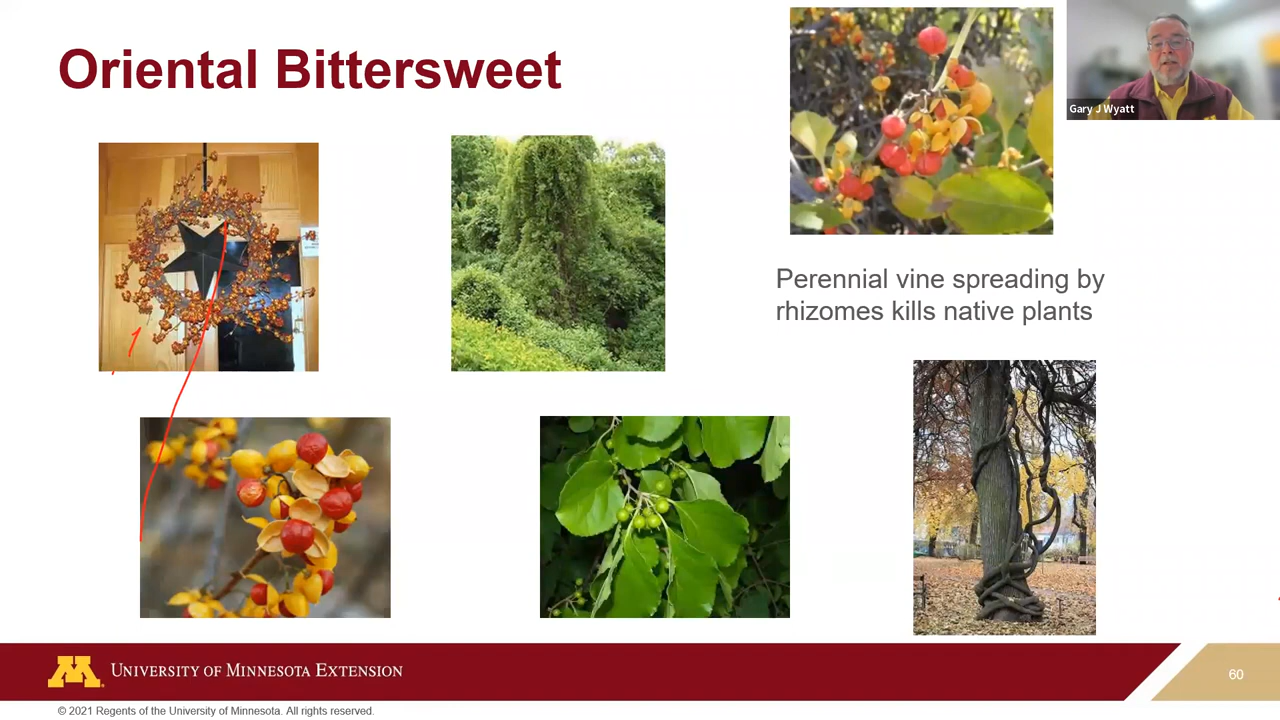 Oriental Bittersweet
Gary J Wyatt
Perennial vine spreading by
rhizomes kills native plants
UNIVERSITY OF MINNESOTA EXTENSION
60
© 2021 Regents of the University of Minnesota. All rights reserved.